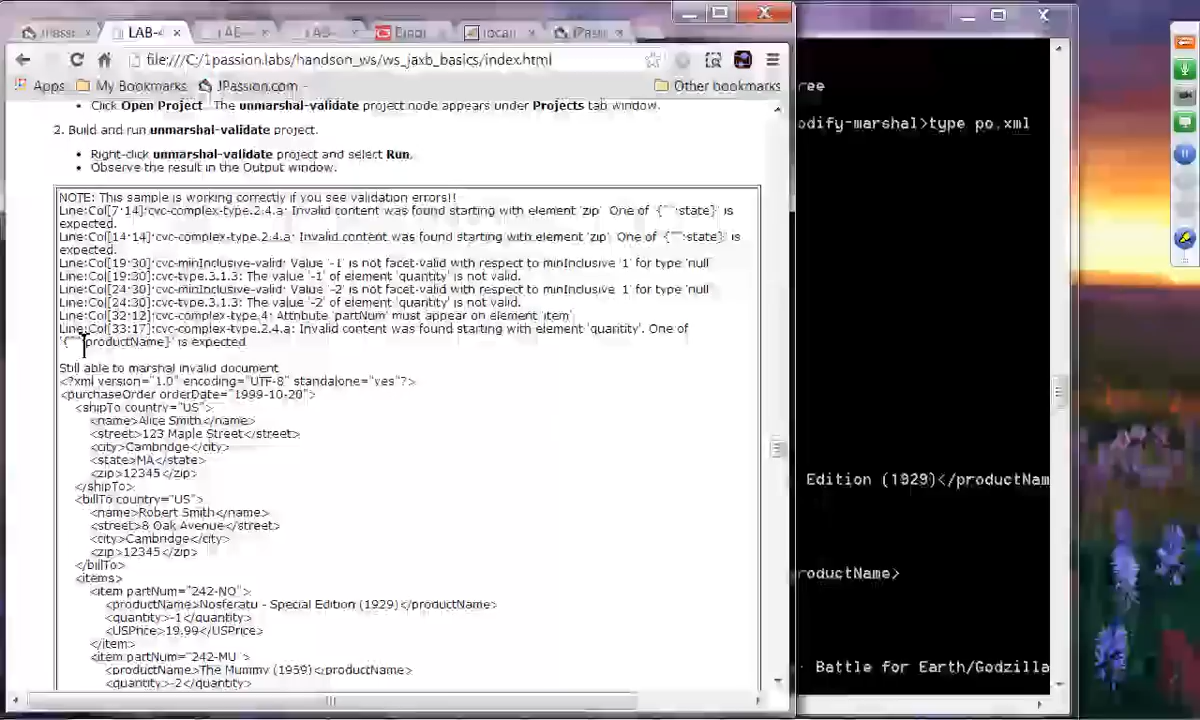 LAB-
file:///C:/1passion.labs/handson_ws/ws_jaxb_basics/index.html
Apps
My Bookmarks
JPassion.com
Other bookmarks
• Click Open Project. The unmarshal-validate project node appears under Projects tab window.
2. Build and run unmarshal-validate project.
• Right-click unmarshal-validate project and select Run.
• Observe the result in the Output window.
NOTE: This sample is working correctly if you see validation errors!!
Line:Col[7:14]:cvc-complex-type.2.4.a: Invalid content was found starting with element 'zip'. One of '{"":state}' is
expected.
Line:Col[14:14]:cvc-complex-type.2.4.a: Invalid content was found starting with element 'zip'. One of '{"":state}' is
expected.
Line:Col[19:30]:cvc-minInclusive-valid: Value '-1' is not facet-valid with respect to minInclusive '1' for type 'null'
Line:Col[19:30]:cvc-type.3.1.3: The value '-1' of element 'quantity' is not valid.
Line:Col[24:30]:cvc-minInclusive-valid: Value '-2' is not facet-valid with respect to minInclusive '1' for type 'null'
Line:Col[24:30]:cvc-type.3.1.3: The value '-2' of element 'quantity' is not valid.
Line:Col[32:12]:cvc-complex-type.4: Attribute 'partNum' must appear on element 'item'
Line:Col[33:17]:cvc-complex-type.2.4.a: Invalid content was found starting with element 'quantity'. One of
'{"":productName}' is expected
Still able to marshal invalid document
<?xml version="1.0" encoding="UTF-8" standalone="yes"?>
<purchaseOrder orderDate="1999-10-20">
<shipTo country="US">
<name>Alice Smith</name>
<street>123 Maple Street</street>
<city>Cambridge</city>
<state>MA</state>
<zip>12345</zip>
</shipTo>
<billTo country="US">
<name>Robert Smith</name>
<street>8 Oak Avenue</street>
<city>Cambridge</city>
<zip>12345</zip>
</billTo>
<items>
<item partNum="242-NO">
<productName>Nosferatu - Special Edition (1929)</productName>
<quantity>-1</quantity>
<USPrice>19.99</USPrice>
</item>
<item partNum="242-MU">
<productName>The Mummy (1959)</productName>
<quantity>-2</quantity>
ree
odify-marshal>type po.xml
Edition (1929)</productNam
roductName>
Battle for Earth/Godzilla